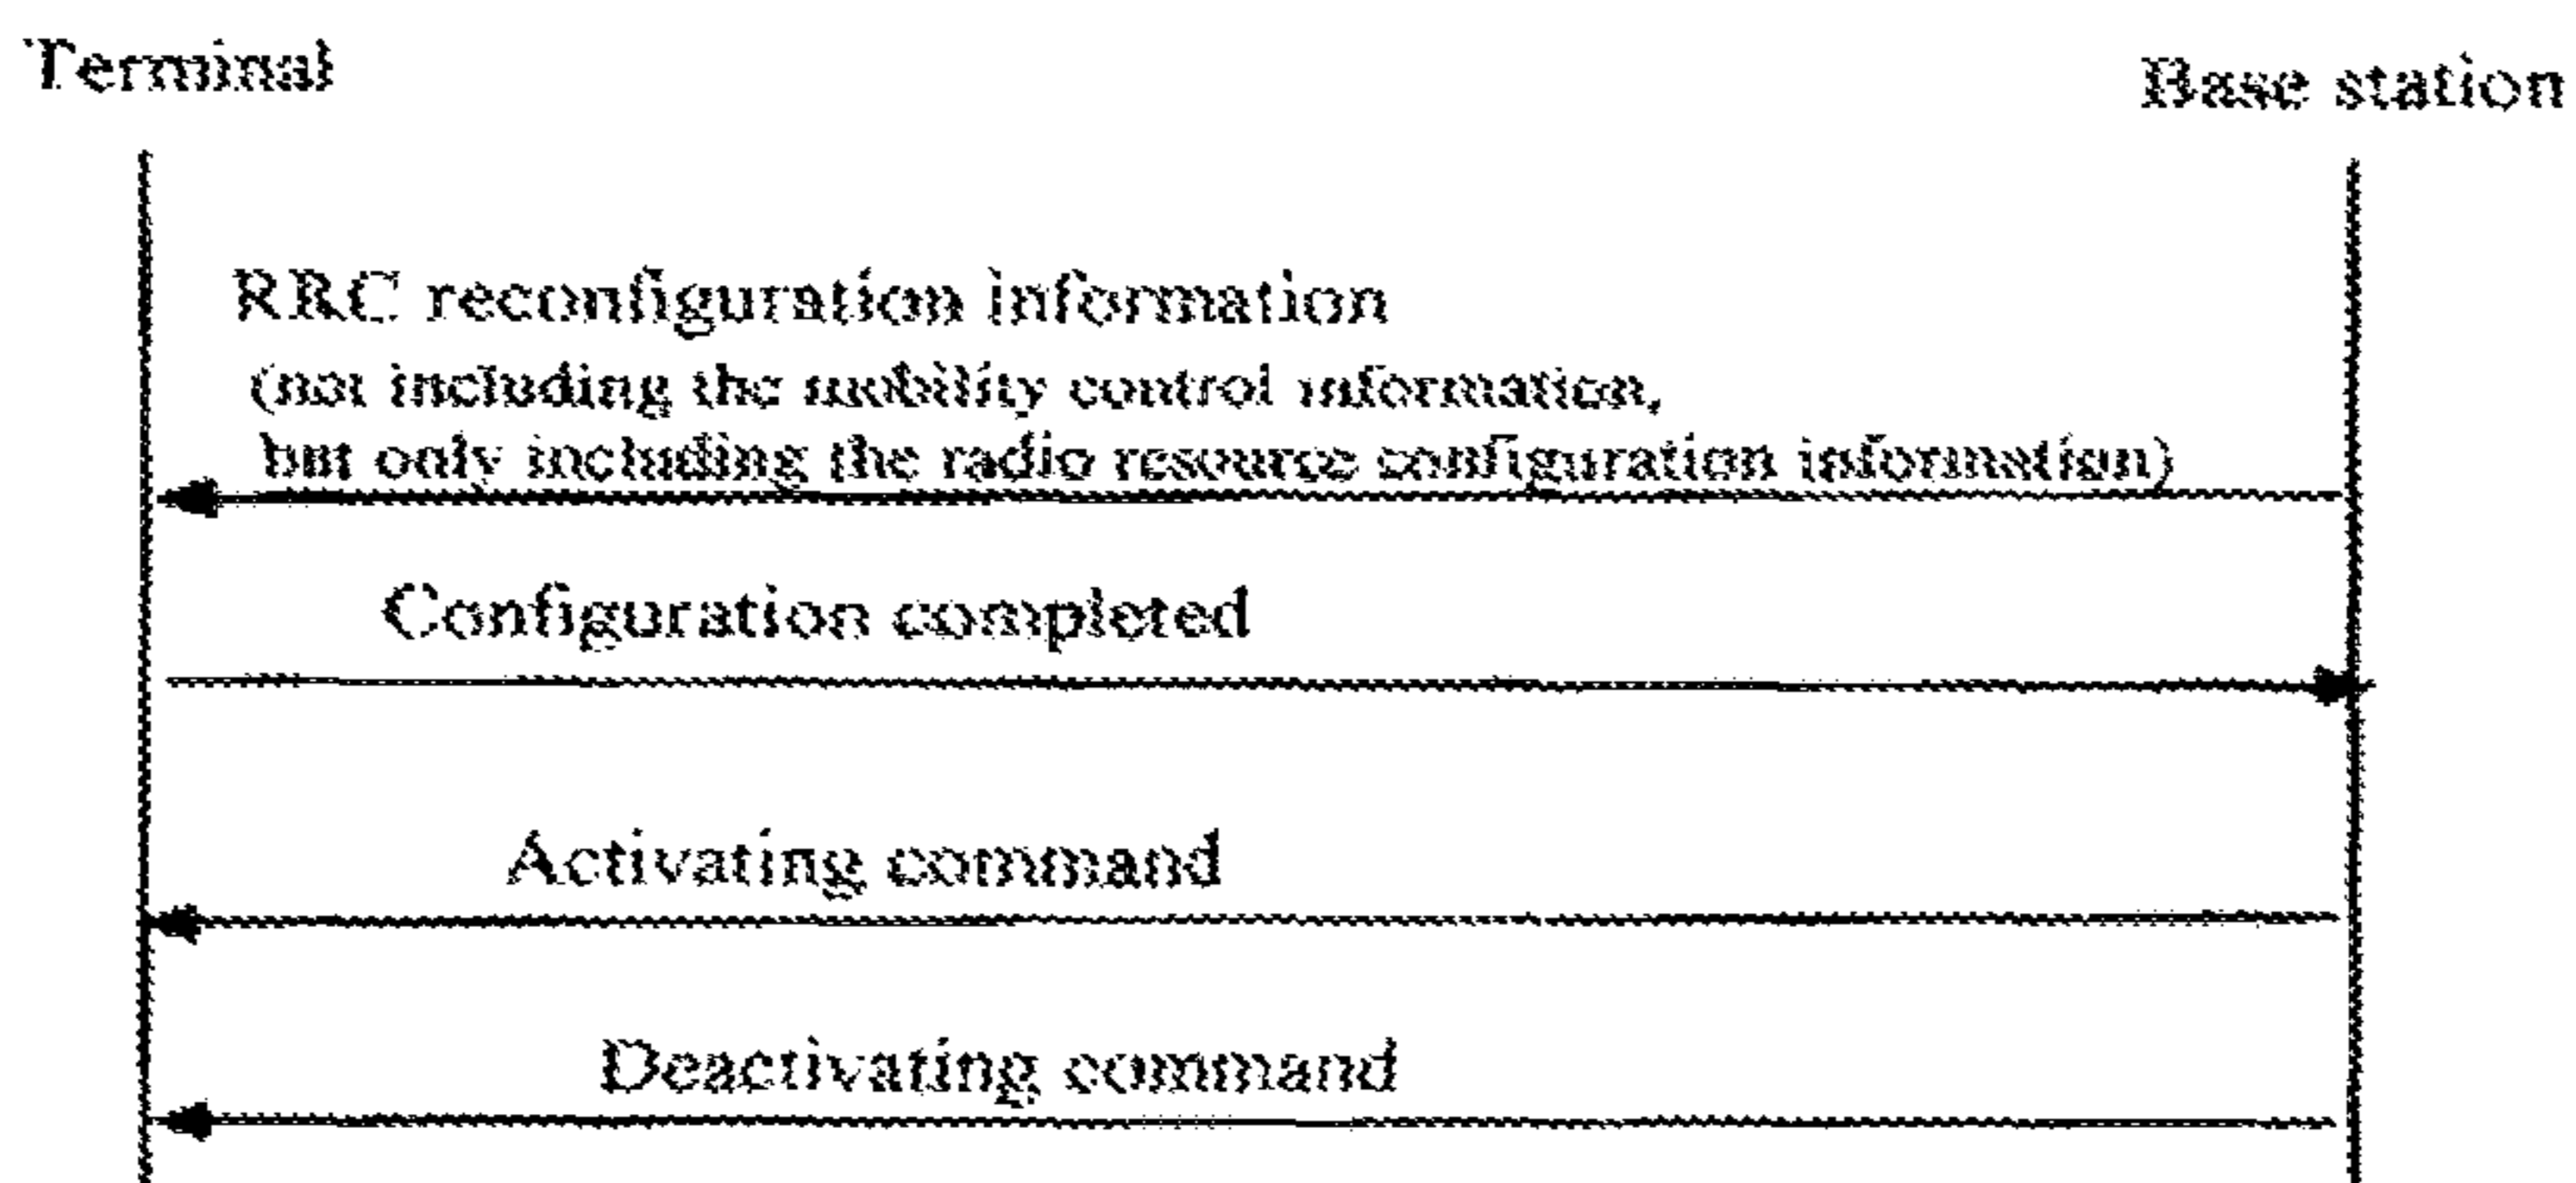 Terminal
Base station
RRC reconfiguration information
(not including the mobility control information,
but only including the radio resource configuration information)
Configuration completed
Activating command
Deactivating command